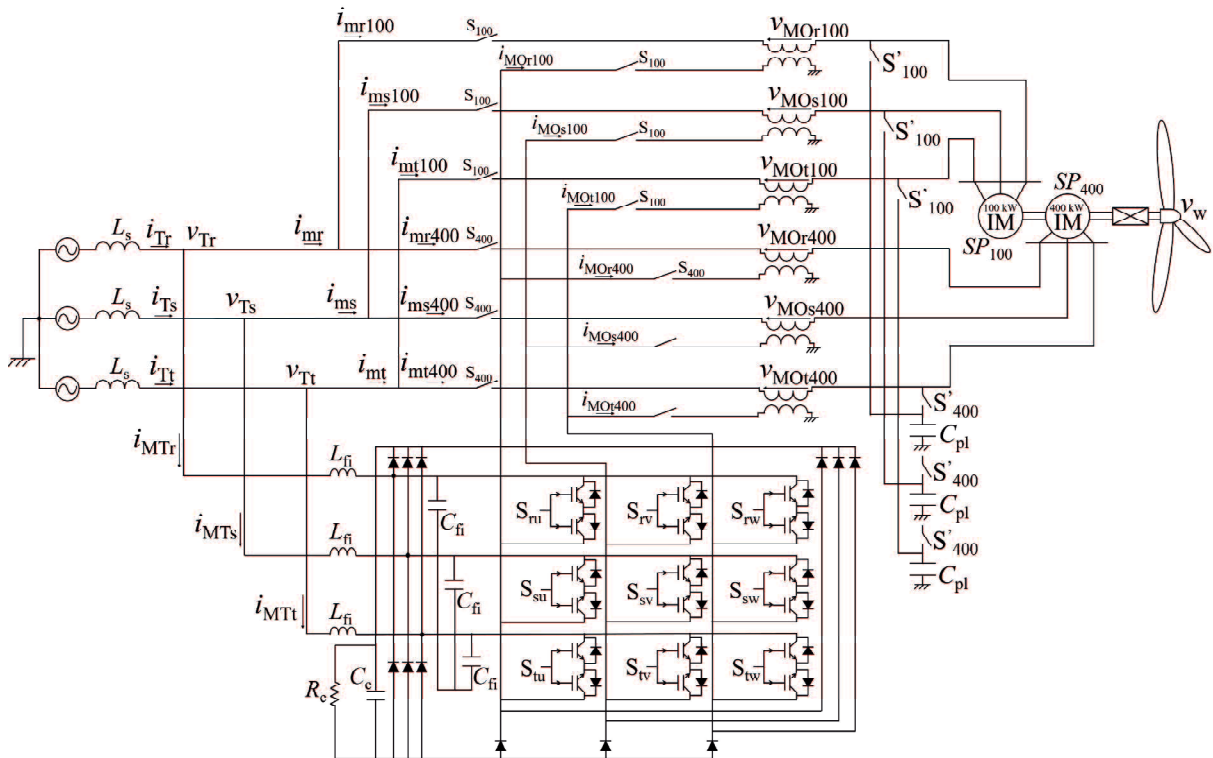 i_mr100
S_100
v_MOr100
i_MOr100
S_100
S'_100
i_ms100
S_100
v_MOs100
i_MOs100
S_100
S'_100
i_mt100
S_100
v_MOt100
i_MOt100
S_100
S'_100
SP_400
100 kW
IM
400 kW
IM
v_w
SP_100
L_s
i_Tr
v_Tr
i_mr
i_mr400
S_400
v_MOr400
i_MOr400
S_400
L_s
i_Ts
v_Ts
i_ms
i_ms400
S_400
v_MOs400
i_MOs400
L_s
i_Tt
v_Tt
i_mt
i_mt400
S_400
v_MOt400
i_MOt400
S'_400
C_pl
i_MTr
L_fi
C_fi
S_ru
S_rv
S_rw
S'_400
C_pl
i_MTs
L_fi
C_fi
S_su
S_sv
S_sw
S'_400
C_pl
i_MTt
L_fi
C_fi
S_tu
S_tv
S_tw
R_c
C_c